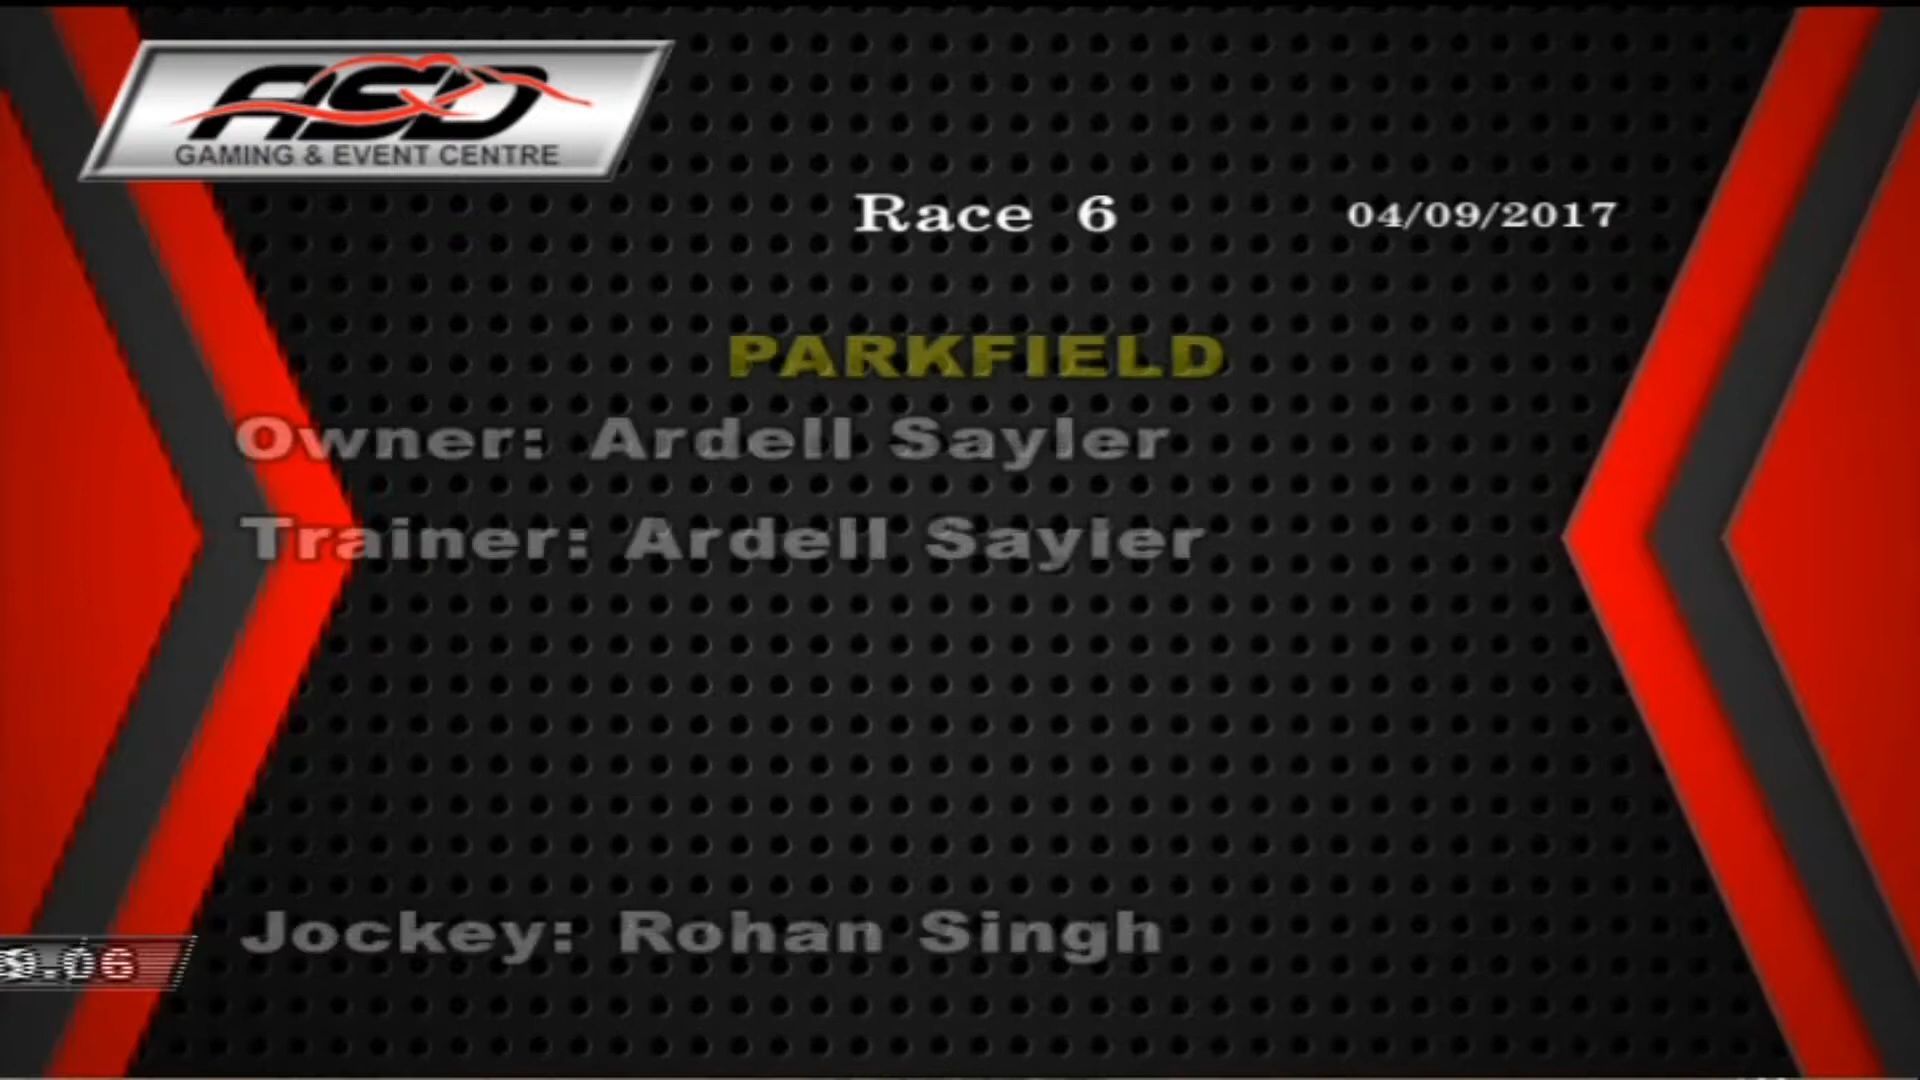 ASD
GAMING & EVENT CENTRE
Race 6
04/09/2017
PARKFIELD
Owner: Ardell Sayler
Trainer: Ardell Sayler
Jockey: Rohan Singh